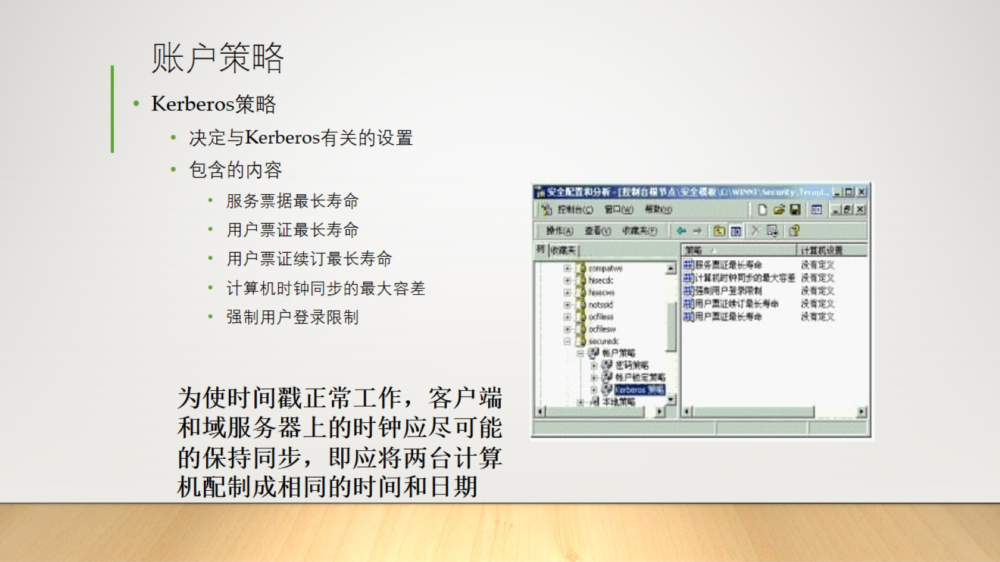 账户策略
Kerberos策略
决定与Kerberos有关的设置
包含的内容
服务票据最长寿命
用户票证最长寿命
用户票证续订最长寿命
计算机时钟同步的最大容差
强制用户登录限制
为使时间戳正常工作，客户端
和域服务器上的时钟应尽可能
的保持同步，即应将两台计算
机配制成相同的时间和日期
安全配置和分析 - [控制台根节点\安全模板\C:\WINNT\Security\Templ...
控制台(C) 窗口(W) 帮助(H)
操作(A) 查看(V) 收藏夹(F)
树 收藏夹
compatws
hisecdc
hisecws
notssid
ocfiless
ocfilesw
securedc
帐户策略
密码策略
帐户锁定策略
Kerberos 策略
本地策略
策略 计算机设置
服务票证最长寿命 没有定义
计算机时钟同步的最大容差 没有定义
强制用户登录限制 没有定义
用户票证续订最长寿命 没有定义
用户票证最长寿命 没有定义